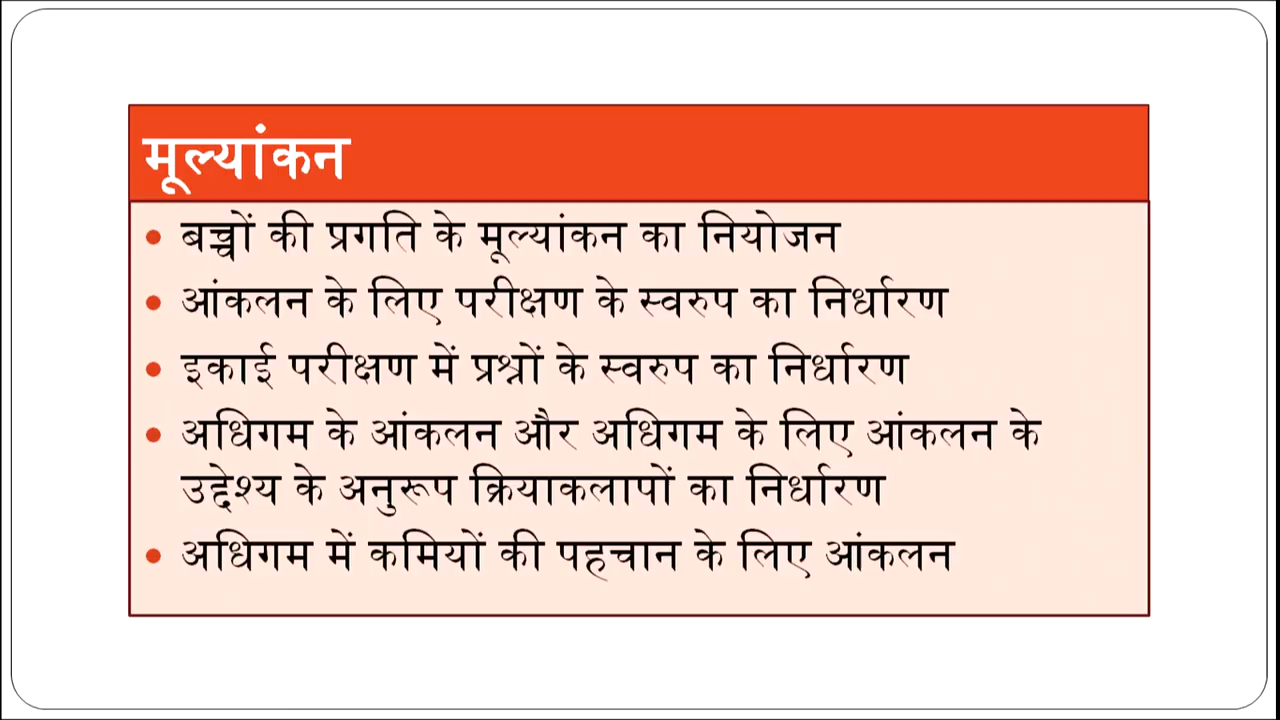 मूल्यांकन
• बच्चों की प्रगति के मूल्यांकन का नियोजन
• आंकलन के लिए परीक्षण के स्वरुप का निर्धारण
• इकाई परीक्षण में प्रश्नों के स्वरुप का निर्धारण
• अधिगम के आंकलन और अधिगम के लिए आंकलन के
उद्देश्य के अनुरूप क्रियाकलापों का निर्धारण
• अधिगम में कमियों की पहचान के लिए आंकलन